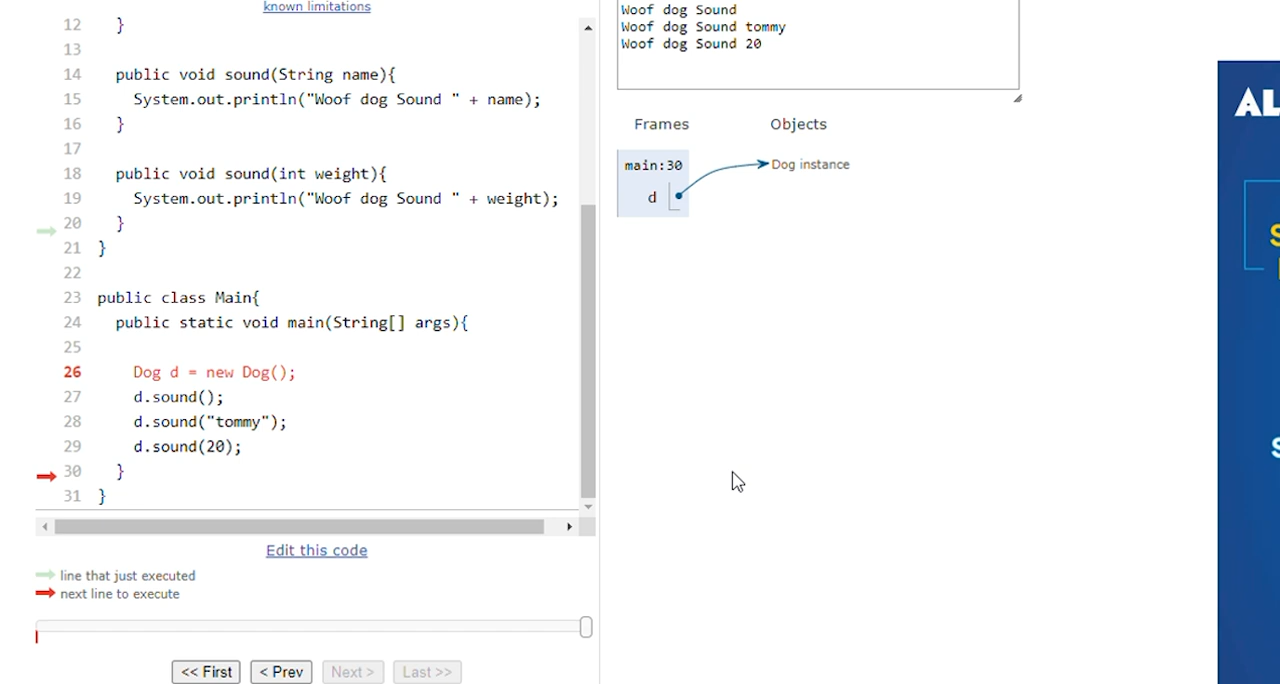 known limitations
12 }
13
14 public void sound(String name){
15 System.out.println("Woof dog Sound " + name);
16 }
17
18 public void sound(int weight){
19 System.out.println("Woof dog Sound " + weight);
20 }
21 }
22
23 public class Main{
24 public static void main(String[] args){
25
26 Dog d = new Dog();
27 d.sound();
28 d.sound("tommy");
29 d.sound(20);
30 }
31 }
Edit this code
line that just executed
next line to execute
<< First
< Prev
Next >
Last >>
Woof dog Sound
Woof dog Sound tommy
Woof dog Sound 20
Frames
Objects
main:30
d
Dog instance